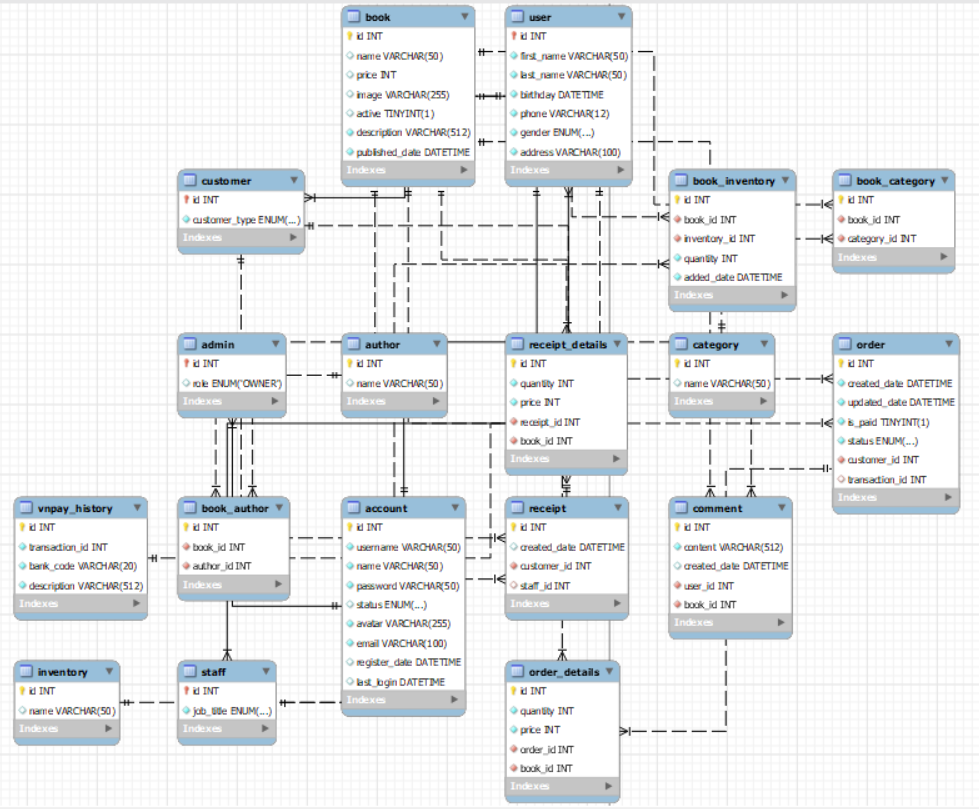 book
id INT
name VARCHAR(50)
price INT
image VARCHAR(255)
active TINYINT(1)
description VARCHAR(512)
published_date DATETIME
Indexes
user
id INT
first_name VARCHAR(50)
last_name VARCHAR(50)
birthday DATETIME
phone VARCHAR(12)
gender ENUM(...)
address VARCHAR(100)
Indexes
customer
id INT
customer_type ENUM(...)
Indexes
book_inventory
id INT
book_id INT
inventory_id INT
quantity INT
added_date DATETIME
Indexes
book_category
id INT
book_id INT
category_id INT
Indexes
admin
id INT
role ENUM('OWNER')
Indexes
author
id INT
name VARCHAR(50)
Indexes
receipt_details
id INT
quantity INT
price INT
receipt_id INT
book_id INT
Indexes
category
id INT
name VARCHAR(50)
Indexes
order
id INT
created_date DATETIME
updated_date DATETIME
is_paid TINYINT(1)
status ENUM(...)
customer_id INT
transaction_id INT
Indexes
vnpay_history
id INT
transaction_id INT
bank_code VARCHAR(20)
description VARCHAR(512)
Indexes
book_author
id INT
book_id INT
author_id INT
Indexes
account
id INT
username VARCHAR(50)
name VARCHAR(50)
password VARCHAR(50)
status ENUM(...)
avatar VARCHAR(255)
email VARCHAR(100)
register_date DATETIME
last_login DATETIME
Indexes
receipt
id INT
created_date DATETIME
customer_id INT
staff_id INT
Indexes
comment
id INT
content VARCHAR(512)
created_date DATETIME
user_id INT
book_id INT
Indexes
inventory
id INT
name VARCHAR(50)
Indexes
staff
id INT
job_title ENUM(...)
Indexes
order_details
id INT
quantity INT
price INT
order_id INT
book_id INT
Indexes